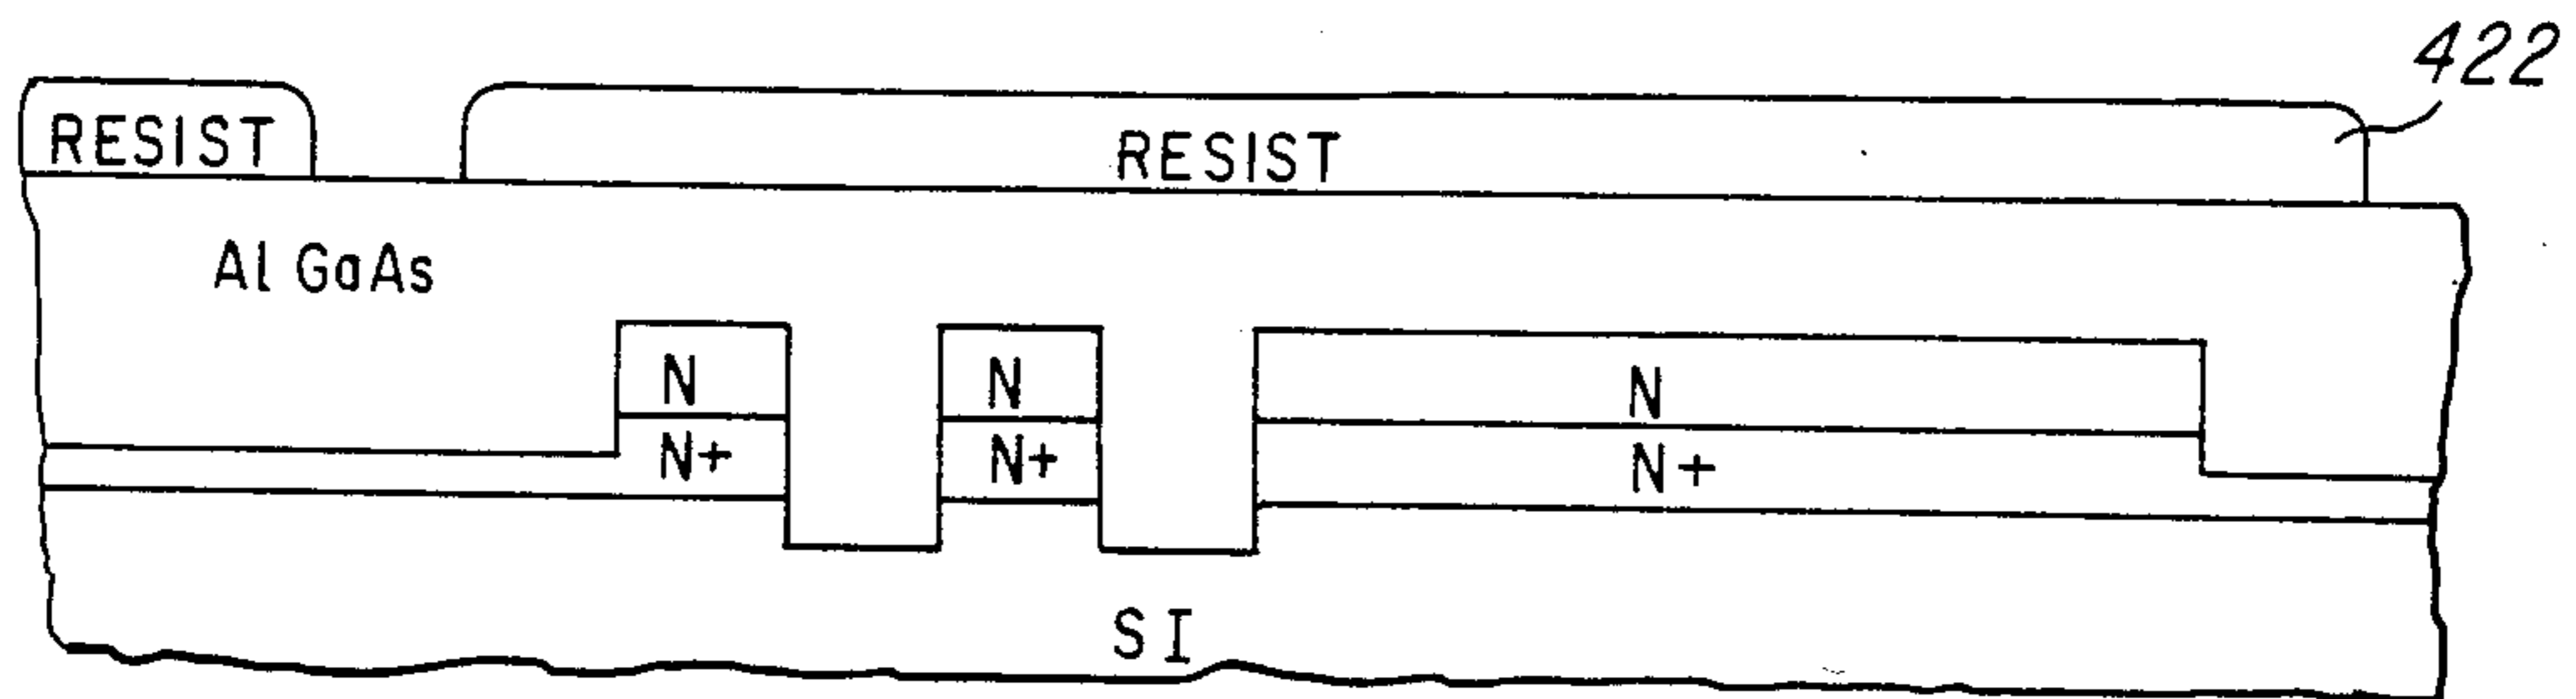 422
RESIST RESIST
Al GaAs
N N N
N+ N+ N+
SI